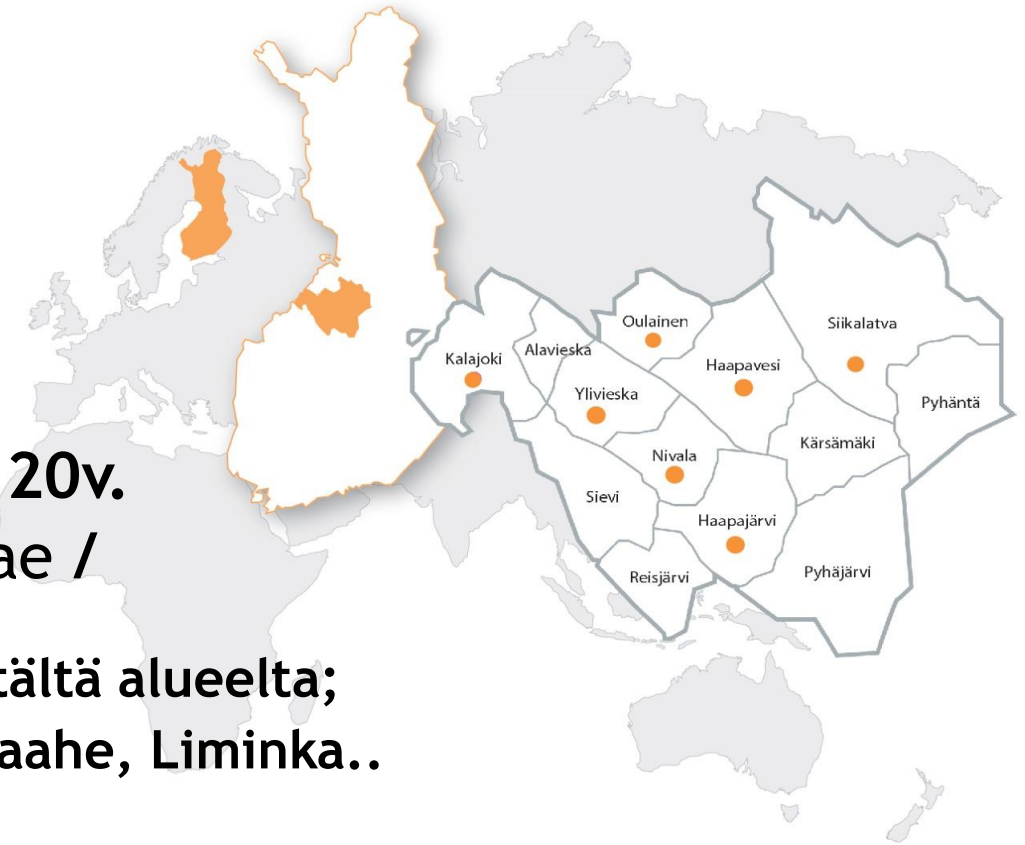 Oulainen
Siikalatva
Kalajoki
Alavieska
Haapavesi
Ylivieska
Pyhäntä
Kärsämäki
Nivala
Sievi
Haapajärvi
Reisjärvi
Pyhäjärvi
20v.
ae /
tältä alueelta;
aahe, Liminka..